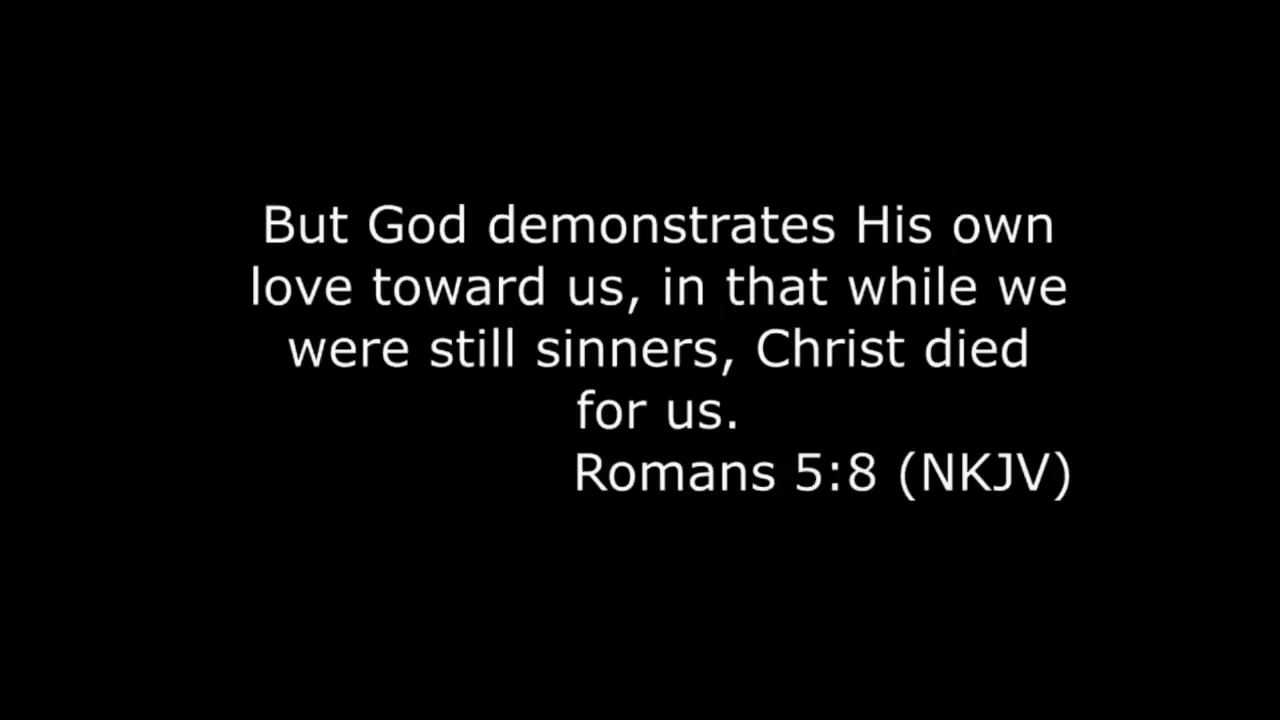 But God demonstrates His own
love toward us, in that while we
were still sinners, Christ died
for us.
Romans 5:8 (NKJV)